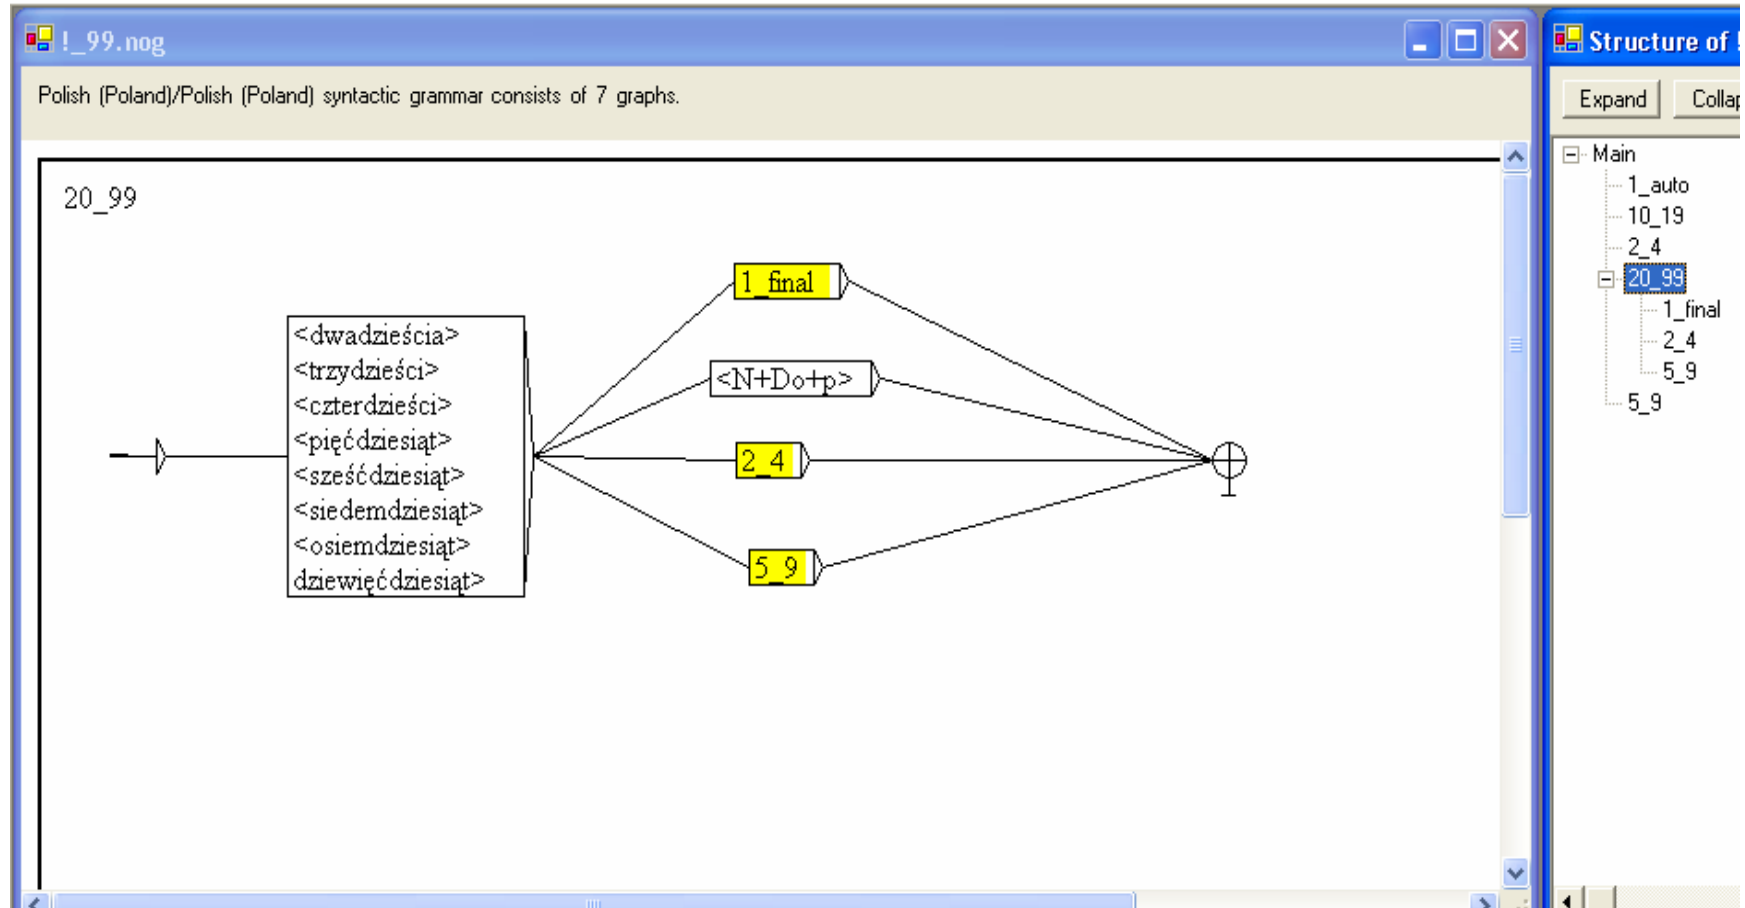 !_99.nog
Polish (Poland)/Polish (Poland) syntactic grammar consists of 7 graphs.
20_99
<dwadzieścia>
<trzydzieści>
<czterdzieści>
<pięćdziesiąt>
<sześćdziesiąt>
<siedemdziesiąt>
<osiemdziesiąt>
dziewięćdziesiąt>
1_final
<N+Do+p>
2_4
5_9
Structure of !
Expand
Collap
Main
1_auto
10_19
2_4
20_99
1_final
2_4
5_9
5_9